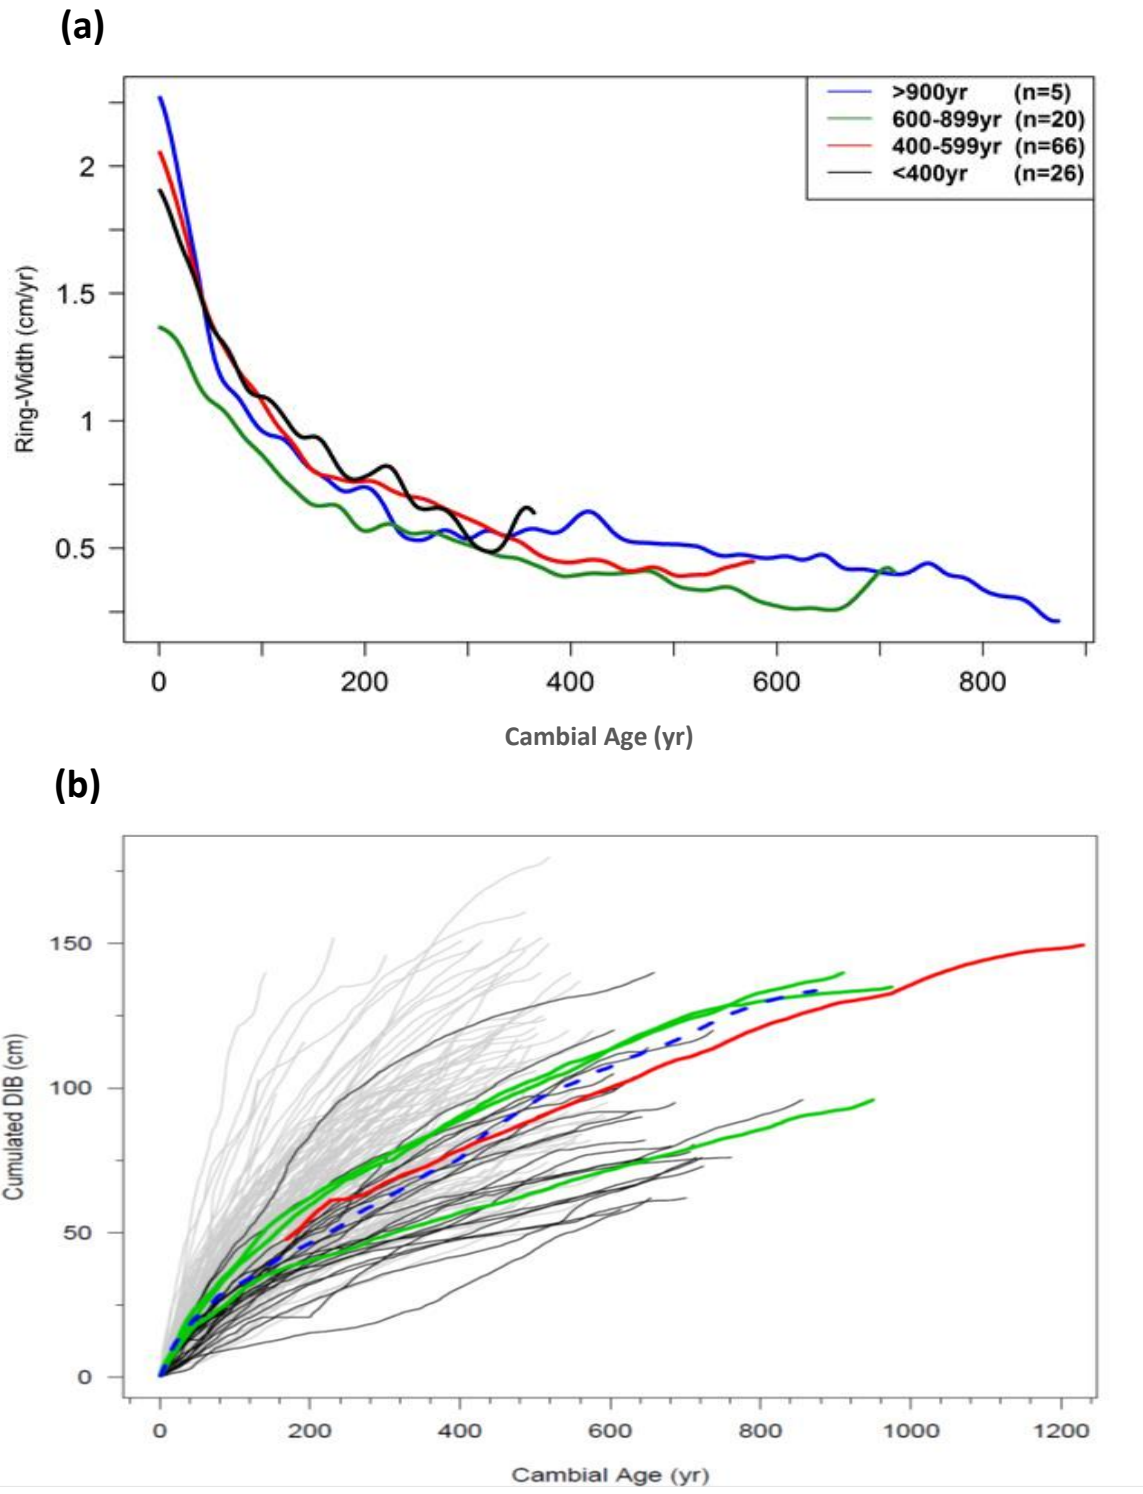 (a)
>900yr (n=5)
600-899yr (n=20)
400-599yr (n=66)
<400yr (n=26)
Ring-Width (cm/yr)
2
1.5
1
0.5
0 200 400 600 800
Cambial Age (yr)
(b)
Cumulated DIB (cm)
150
100
50
0
0 200 400 600 800 1000 1200
Cambial Age (yr)